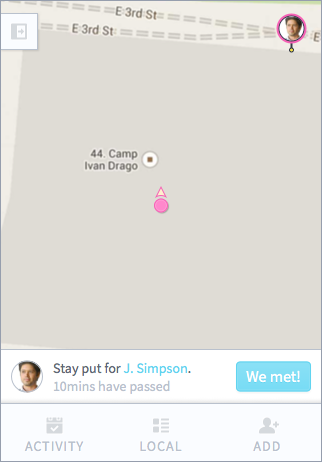 E 3rd St
E 3rd St
E
44. Camp
Ivan Drago
Stay put for J. Simpson.
10mins have passed
We met!
ACTIVITY
LOCAL
ADD